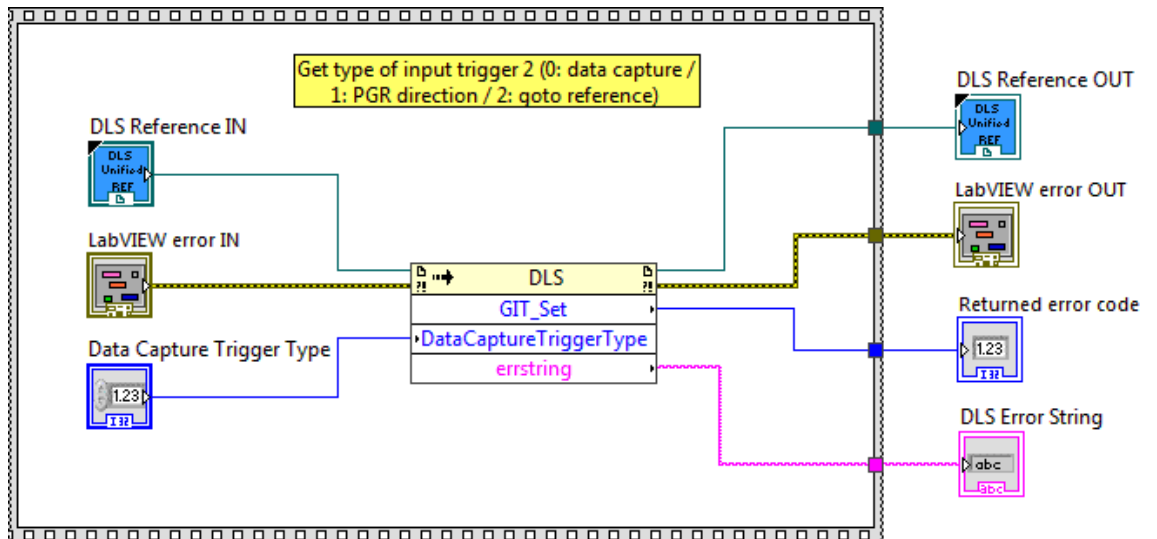 Get type of input trigger 2 (0: data capture /
1: PGR direction / 2: goto reference)
DLS Reference IN
DLS
Unified
REF
LabVIEW error IN
Data Capture Trigger Type
1.23
I32
DLS
GIT_Set
DataCaptureTriggerType
errstring
DLS Reference OUT
DLS
Unified
REF
LabVIEW error OUT
Returned error code
1.23
I32
DLS Error String
abc
abc